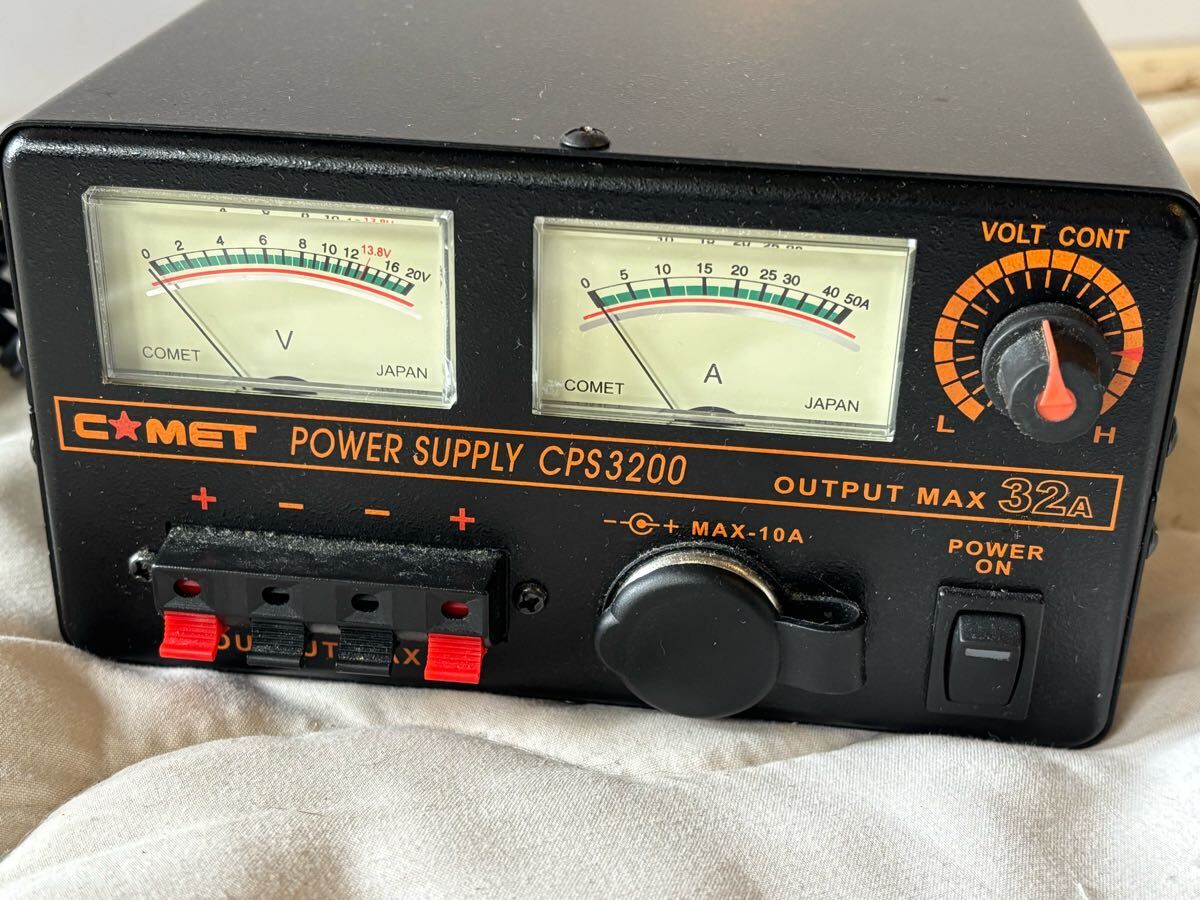 0 2 4 6 8 10 12 13.8V 16 20V
V
COMET JAPAN
0 5 10 15 20 25 30 40 50A
A
COMET JAPAN
VOLT CONT
L H
C★MET POWER SUPPLY CPS3200 OUTPUT MAX 32A
+ − − +
− + MAX-10A
POWER
ON